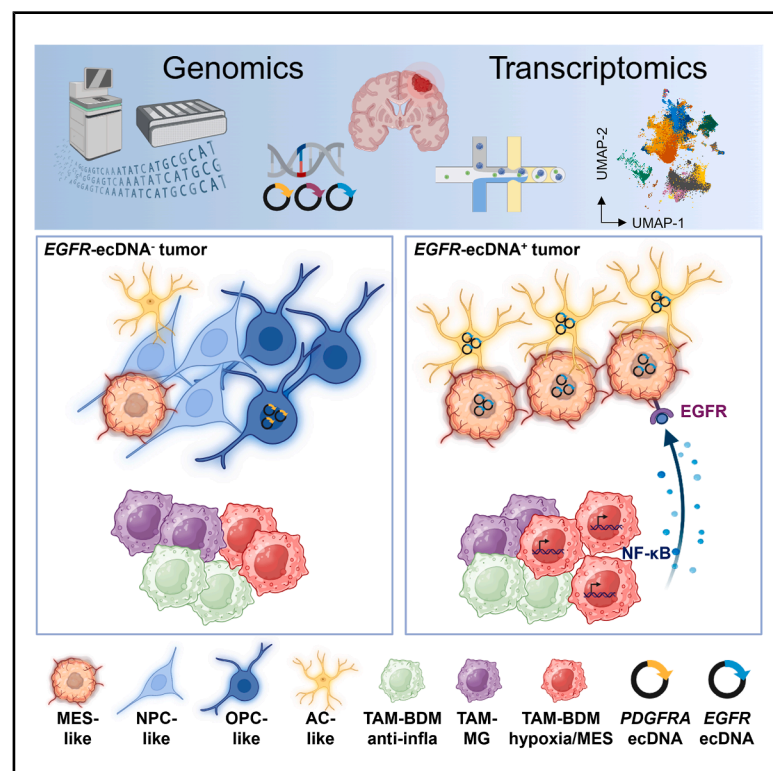 Genomics
Transcriptomics
UMAP-2
UMAP-1
EGFR-ecDNA⁻ tumor
EGFR-ecDNA⁺ tumor
EGFR
NF-κB
MES-
like
NPC-
like
OPC-
like
AC-
like
TAM-BDM
anti-infla
TAM-
MG
TAM-BDM
hypoxia/MES
PDGFRA
ecDNA
EGFR
ecDNA